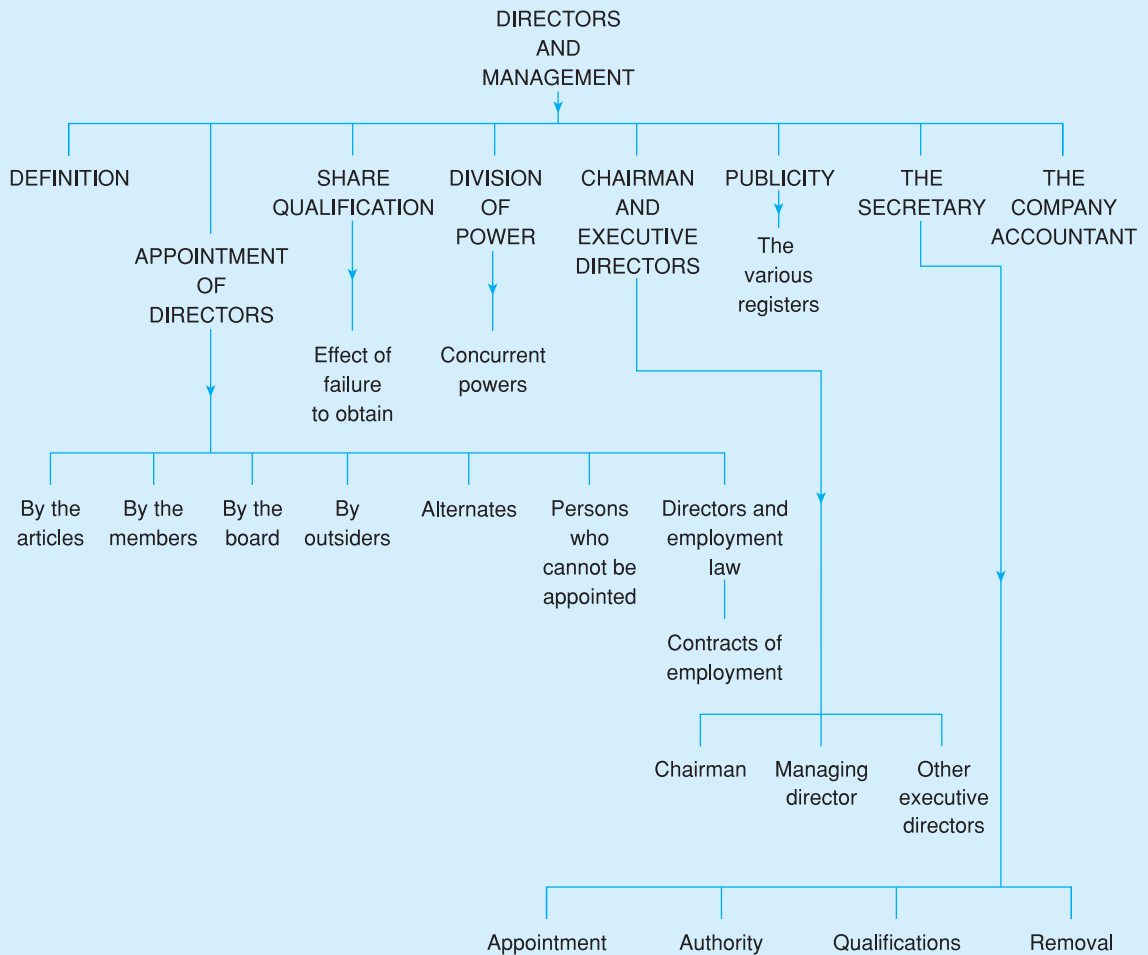 DIRECTORS
AND
MANAGEMENT
DEFINITION
APPOINTMENT
OF
DIRECTORS
SHARE
QUALIFICATION
DIVISION
OF
POWER
CHAIRMAN
AND
EXECUTIVE
DIRECTORS
PUBLICITY
THE
SECRETARY
THE
COMPANY
ACCOUNTANT
The
various
registers
Effect of
failure
to obtain
Concurrent
powers
By the
articles
By the
members
By the
board
By
outsiders
Alternates
Persons
who
cannot be
appointed
Directors and
employment
law
Contracts of
employment
Chairman
Managing
director
Other
executive
directors
Appointment
Authority
Qualifications
Removal